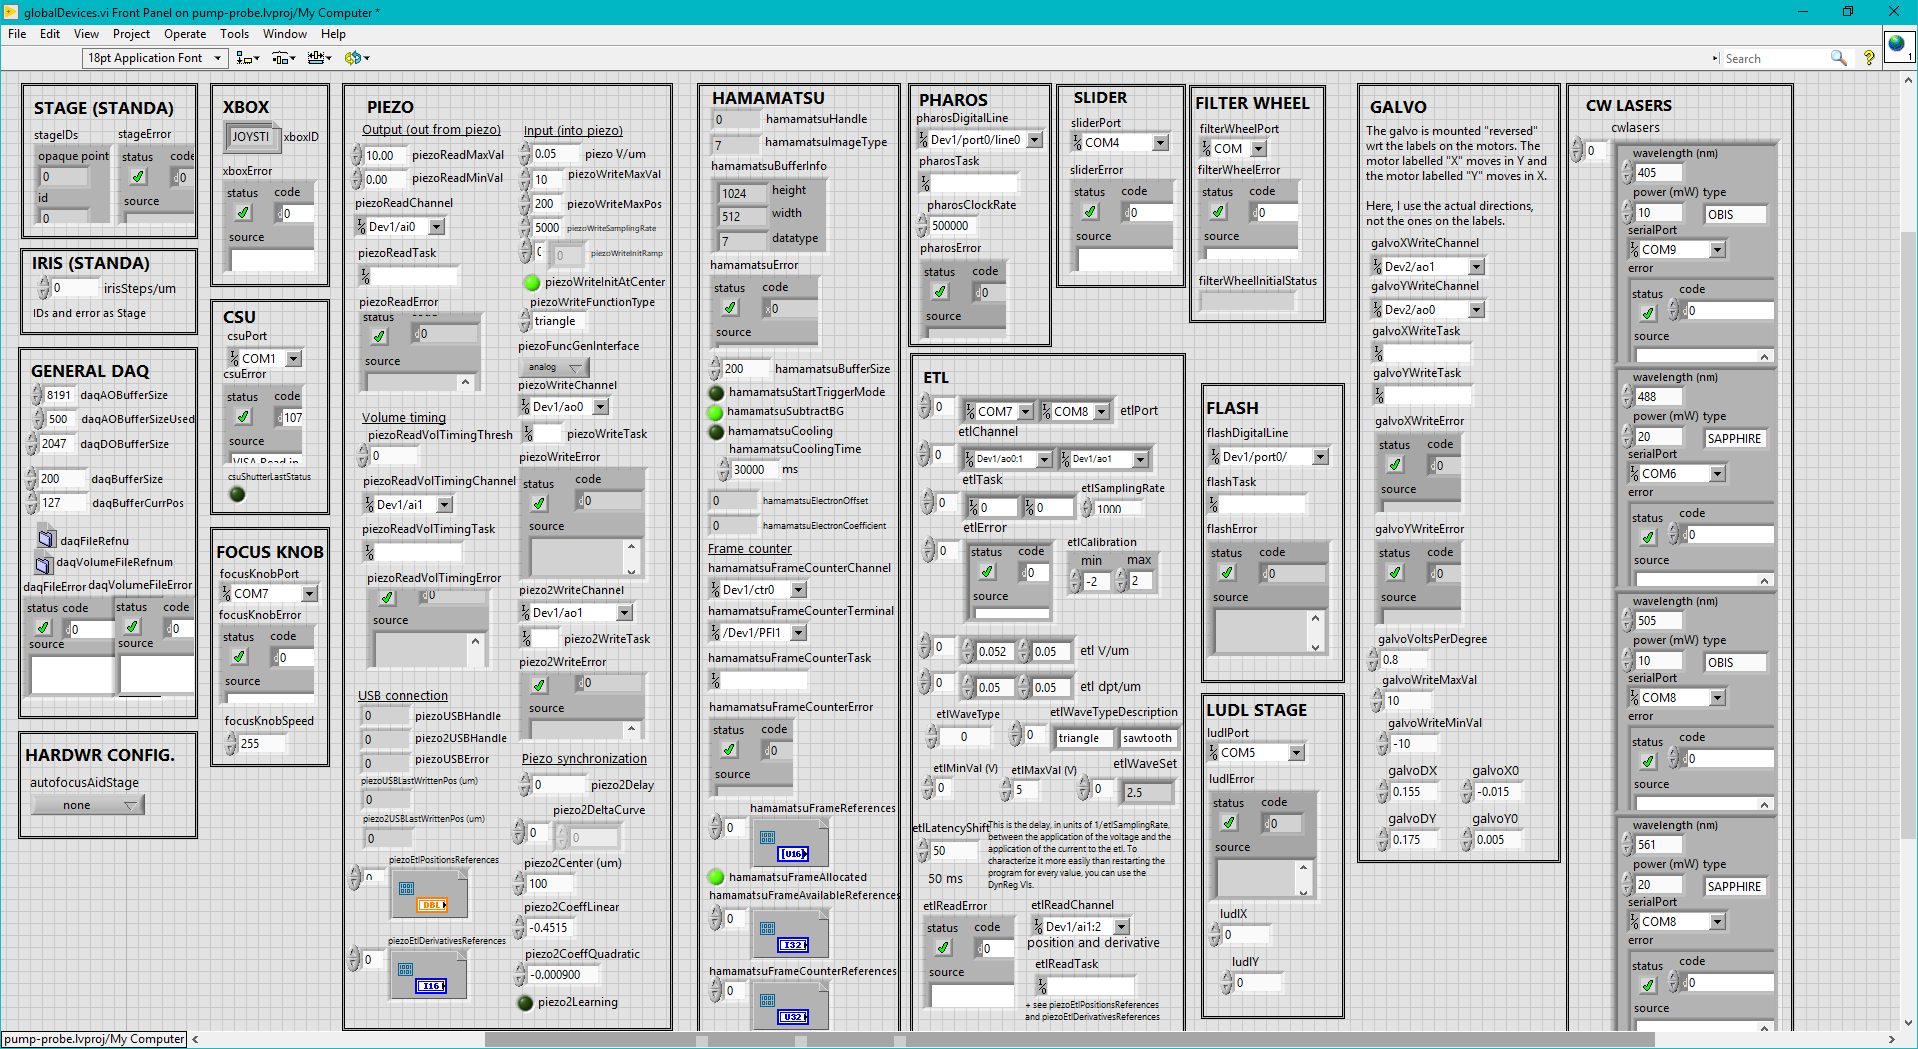 globalDevices.vi Front Panel on pump-probe.lvproj/My Computer *
File Edit View Project Operate Tools Window Help
18pt Application Font
Search
1
STAGE (STANDA)
stageIDs
stageError
opaque point
0
id
0
status
code
d0
source
IRIS (STANDA)
0
irisSteps/um
IDs and error as Stage
GENERAL DAQ
8191 daqAOBufferSize
500 daqAOBufferSizeUsed
2047 daqDOBufferSize
200 daqBufferSize
127 daqBufferCurrPos
daqFileRefnu
daqVolumeFileRefnum
daqFileError daqVolumeFileError
status code
d0
source
status code
d0
source
HARDWR CONFIG.
autofocusAidStage
none
XBOX
JOYSTI xboxID
xboxError
status code
d0
source
CSU
csuPort
COM1
csuError
status code
d107
source
VISA Read in
csuShutterLastStatus
FOCUS KNOB
focusKnobPort
COM7
focusKnobError
status code
d0
source
focusKnobSpeed
255
PIEZO
Output (out from piezo)
10.00 piezoReadMaxVal
0.00 piezoReadMinVal
piezoReadChannel
Dev1/ai0
piezoReadTask
piezoReadError
status code
d0
source
Volume timing
piezoReadVolTimingThresh
0
piezoReadVolTimingChannel
Dev1/ai1
piezoReadVolTimingTask
piezoReadVolTimingError
d0
source
USB connection
0 piezoUSBHandle
0 piezo2USBHandle
0 piezoUSBError
piezoUSBLastWrittenPos (um)
0
piezo2USBLastWrittenPos (um)
0
piezoEtlPositionsReferences
0
DBL
piezoEtlDerivativesReferences
0
I16
Input (into piezo)
0.05 piezo V/um
10 piezoWriteMaxVal
200 piezoWriteMaxPos
5000 piezoWriteSamplingRate
0 0 piezoWriteInitRamp
piezoWriteInitAtCenter
piezoWriteFunctionType
triangle
piezoFuncGenInterface
analog
piezoWriteChannel
Dev1/ao0
piezoWriteTask
piezoWriteError
status code
d0
source
piezo2WriteChannel
Dev1/ao1
piezo2WriteTask
piezo2WriteError
d0
source
Piezo synchronization
0 piezo2Delay
piezo2DeltaCurve
0 0
piezo2Center (um)
100
piezo2CoeffLinear
-0.4515
piezo2CoeffQuadratic
-0.000900
piezo2Learning
HAMAMATSU
0 hamamatsuHandle
7 hamamatsuImageType
hamamatsuBufferInfo
1024 height
512 width
7 datatype
hamamatsuError
status code
x0
source
200 hamamatsuBufferSize
hamamatsuStartTriggerMode
hamamatsuSubtractBG
hamamatsuCooling
hamamatsuCoolingTime
30000 ms
0 hamamatsuElectronOffset
0 hamamatsuElectronCoefficient
Frame counter
hamamatsuFrameCounterChannel
Dev1/ctr0
hamamatsuFrameCounterTerminal
/Dev1/PFI1
hamamatsuFrameCounterTask
hamamatsuFrameCounterError
status code
d0
source
hamamatsuFrameReferences
0
[U16]
hamamatsuFrameAllocated
hamamatsuFrameAvailableReferences
0
I32
hamamatsuFrameCounterReferences
0
U32
PHAROS
pharosDigitalLine
Dev1/port0/line0
pharosTask
pharosClockRate
500000
pharosError
status code
d0
source
SLIDER
sliderPort
COM4
sliderError
status code
d0
source
FILTER WHEEL
filterWheelPort
COM
filterWheelError
status code
d0
source
filterWheelInitialStatus
ETL
0 COM7 COM8 etlPort
etlChannel
0 Dev1/ao0:1 Dev1/ao1
etlTask
0 0 0
etlSamplingRate
1000
etlError
0
status code
d0
source
etlCalibration
min max
-2 2
0 0.052 0.05 etl V/um
0 0.05 0.05 etl dpt/um
etlWaveType
0
etlWaveTypeDescription
0 triangle sawtooth
etlMinVal (V)
0
etlMaxVal (V)
5
etlWaveSet
0 2.5
etlLatencyShift
50
50 ms
This is the delay, in units of 1/etlSamplingRate,
between the application of the voltage and the
application of the current to the etl. To
characterize it more easily than restarting the
program for every value, you can use the
DynReg VIs.
etlReadError
status code
d0
source
etlReadChannel
Dev1/ai1:2
position and derivative
etlReadTask
+ see piezoEtlPositionsReferences
and piezoEtlDerivativesReferences
FLASH
flashDigitalLine
Dev1/port0/
flashTask
flashError
status code
d0
source
LUDL STAGE
ludlPort
COM5
ludlError
status code
d0
source
ludlX
0
ludlY
0
GALVO
The galvo is mounted "reversed"
wrt the labels on the motors. The
motor labelled "X" moves in Y and
the motor labelled "Y" moves in X.
Here, I use the actual directions,
not the ones on the labels.
galvoXWriteChannel
Dev2/ao1
galvoYWriteChannel
Dev2/ao0
galvoXWriteTask
galvoYWriteTask
galvoXWriteError
status code
d0
source
galvoYWriteError
status code
d0
source
galvoVoltsPerDegree
0.8
galvoWriteMaxVal
10
galvoWriteMinVal
-10
galvoDX galvoX0
0.155 -0.015
galvoDY galvoY0
0.175 0.005
CW LASERS
cwlasers
0
wavelength (nm)
405
power (mW) type
10 OBIS
serialPort
COM9
error
status code
d0
source
wavelength (nm)
488
power (mW) type
20 SAPPHIRE
serialPort
COM6
error
status code
d0
source
wavelength (nm)
505
power (mW) type
10 OBIS
serialPort
COM8
error
status code
d0
source
wavelength (nm)
561
power (mW) type
20 SAPPHIRE
serialPort
COM8
error
status code
d0
source
pump-probe.lvproj/My Computer